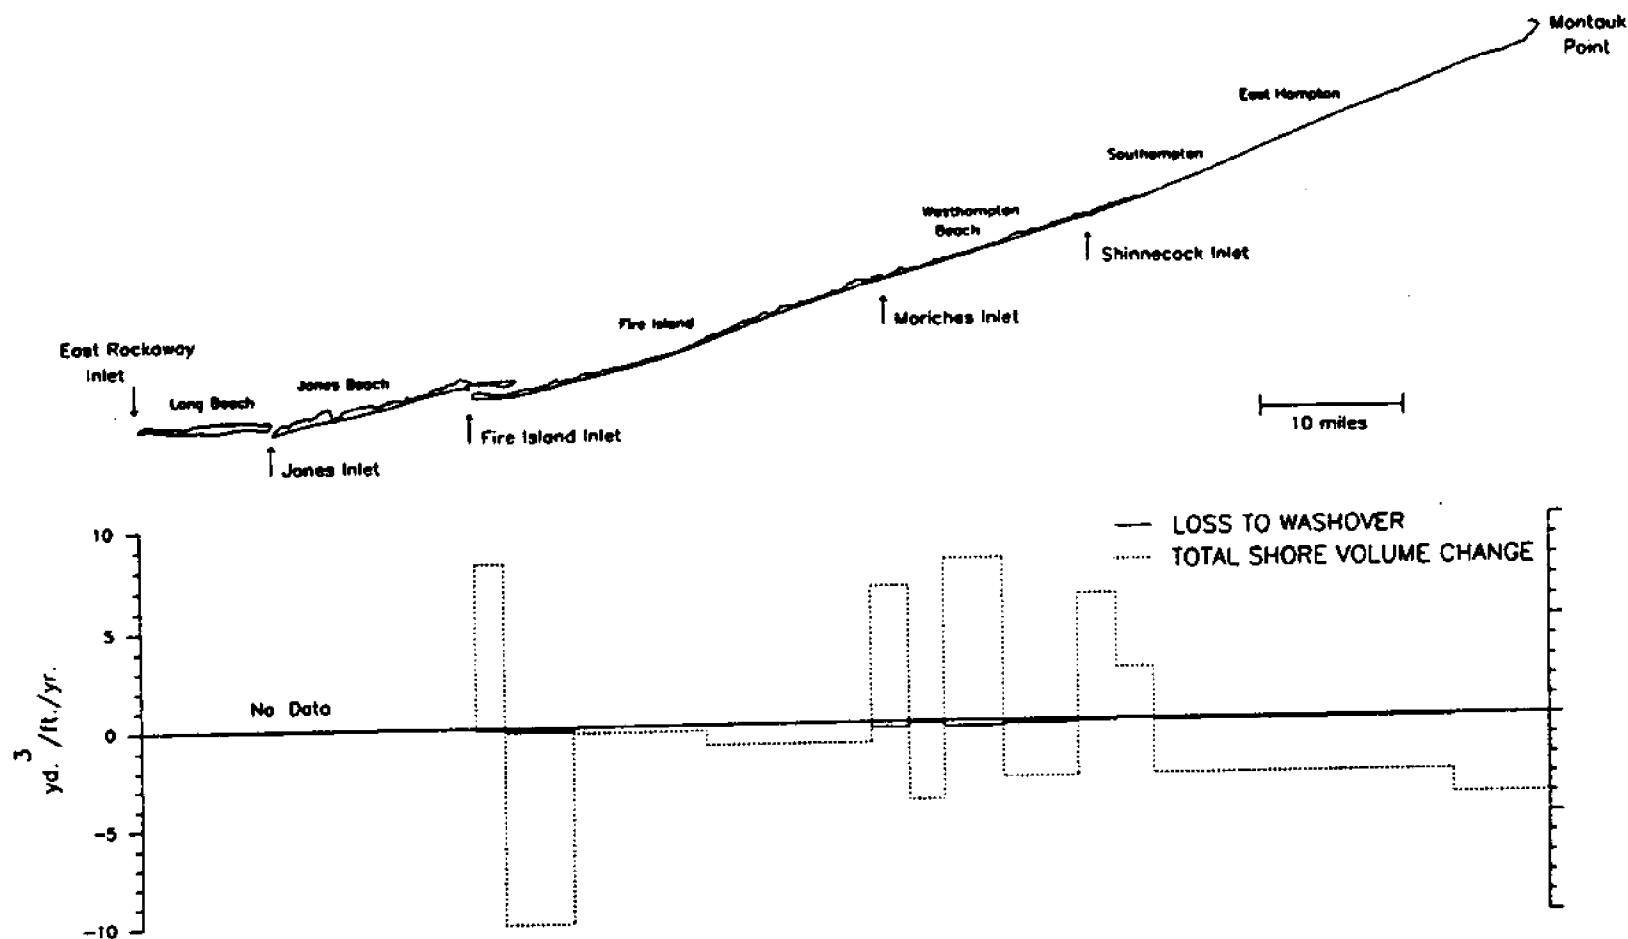 Montauk
Point
East Hampton
Southampton
Westhampton
Beach
Shinnecock Inlet
Moriches Inlet
Fire Island
East Rockaway
Inlet
Jones Beach
Long Beach
10 miles
Fire Island Inlet
Jones Inlet
LOSS TO WASHOVER
TOTAL SHORE VOLUME CHANGE
10
5
No Data
0
-5
-10
yd.3/ft./yr.